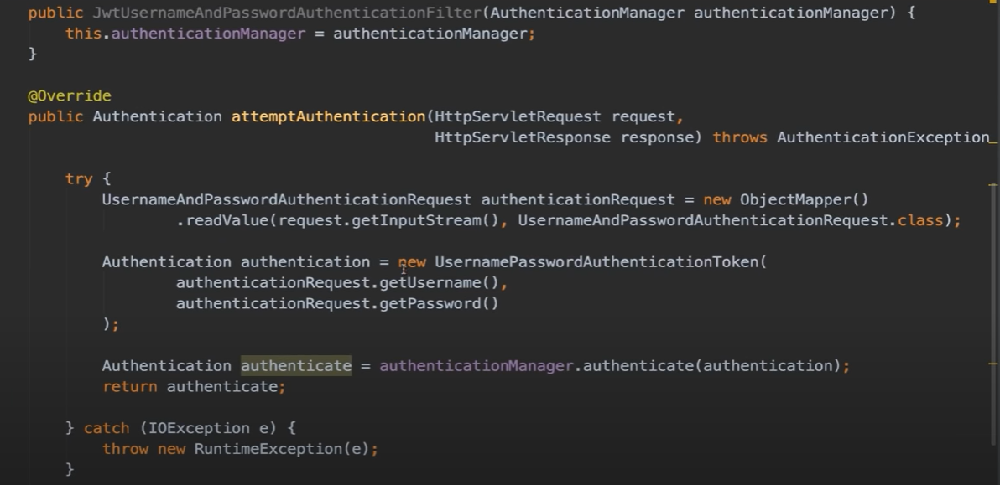 public JwtUsernameAndPasswordAuthenticationFilter(AuthenticationManager authenticationManager) {
this.authenticationManager = authenticationManager;
}
@Override
public Authentication attemptAuthentication(HttpServletRequest request,
HttpServletResponse response) throws AuthenticationException
try {
UsernameAndPasswordAuthenticationRequest authenticationRequest = new ObjectMapper()
.readValue(request.getInputStream(), UsernameAndPasswordAuthenticationRequest.class);
Authentication authentication = new UsernamePasswordAuthenticationToken(
authenticationRequest.getUsername(),
authenticationRequest.getPassword()
);
Authentication authenticate = authenticationManager.authenticate(authentication);
return authenticate;
} catch (IOException e) {
throw new RuntimeException(e);
}